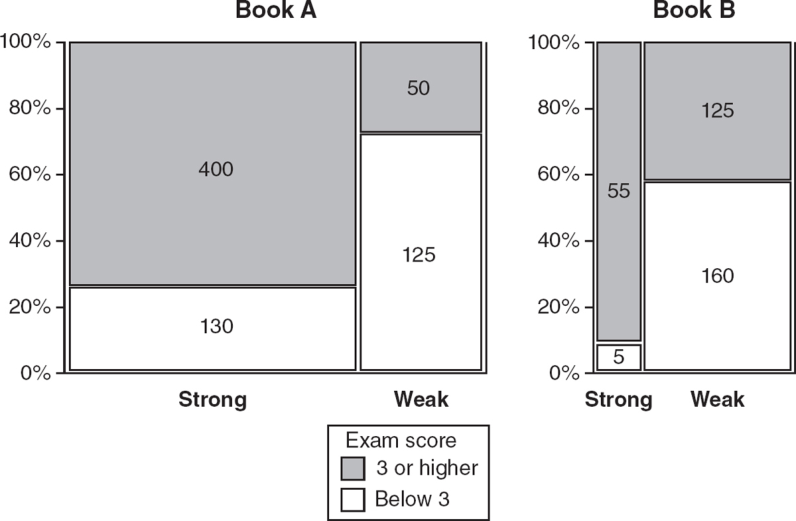 Book A
100%
80%
60%
40%
20%
0%
400
130
50
125
Strong Weak
Book B
100%
80%
60%
40%
20%
0%
55
5
125
160
Strong Weak
Exam score
3 or higher
Below 3